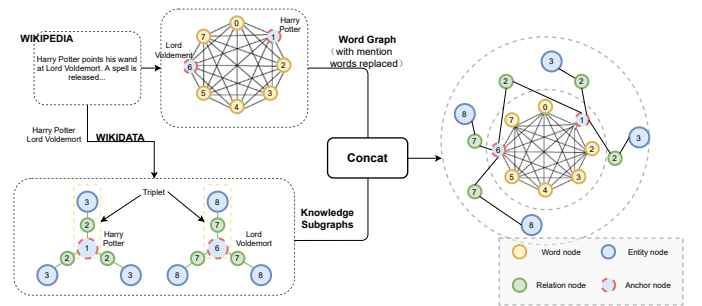 WIKIPEDIA
Harry Potter points his wand
at Lord Voldemort. A spell is
released...
Harry
Potter
Lord
Voldemort
0
1
2
3
4
5
6
7
Word Graph
(with mention
words replaced)
Harry Potter
Lord Voldemort
WIKIDATA
Triplet
3
2
Harry
Potter
1
2
2
3
3
8
7
Lord
Voldemort
6
7
7
8
8
Knowledge
Subgraphs
Concat
3
2
2
8
7
0
1
7
6
2
5
3
4
2
3
7
8
Word node
Entity node
Relation node
Anchor node